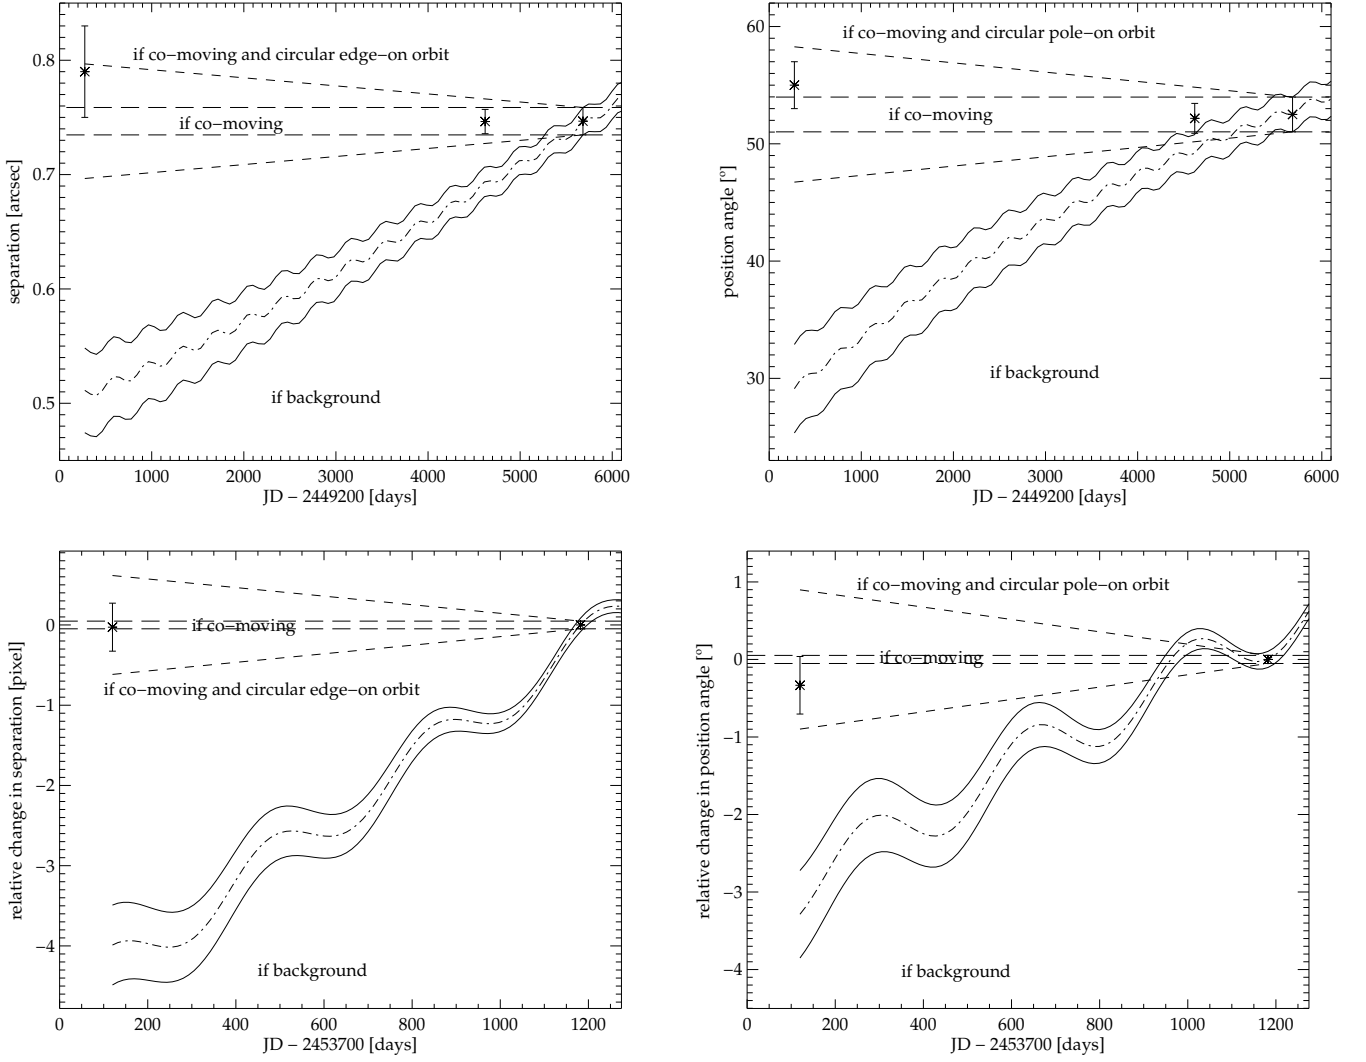 0.8
0.7
0.6
0.5
separation [arcsec]
if co−moving and circular edge−on orbit
if co−moving
if background
0 1000 2000 3000 4000 5000 6000
JD − 2449200 [days]
60
50
40
30
position angle [°]
if co−moving and circular pole−on orbit
if co−moving
if background
0 1000 2000 3000 4000 5000 6000
JD − 2449200 [days]
0
−1
−2
−3
−4
relative change in separation [pixel]
if co−moving
if co−moving and circular edge−on orbit
if background
0 200 400 600 800 1000 1200
JD − 2453700 [days]
1
0
−1
−2
−3
−4
relative change in position angle [°]
if co−moving and circular pole−on orbit
if co−moving
if background
0 200 400 600 800 1000 1200
JD − 2453700 [days]